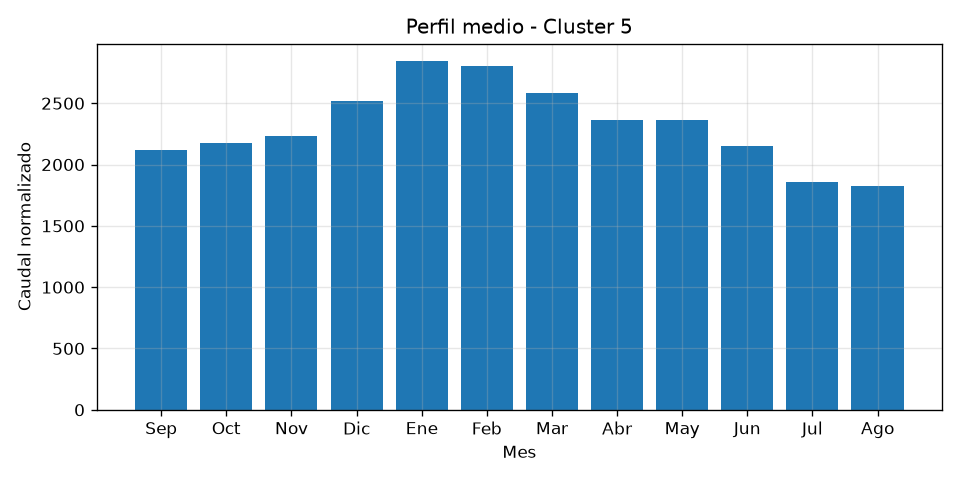 Perfil medio - Cluster 5
Caudal normalizado
2500
2000
1500
1000
500
0
Sep Oct Nov Dic Ene Feb Mar Abr May Jun Jul Ago
Mes